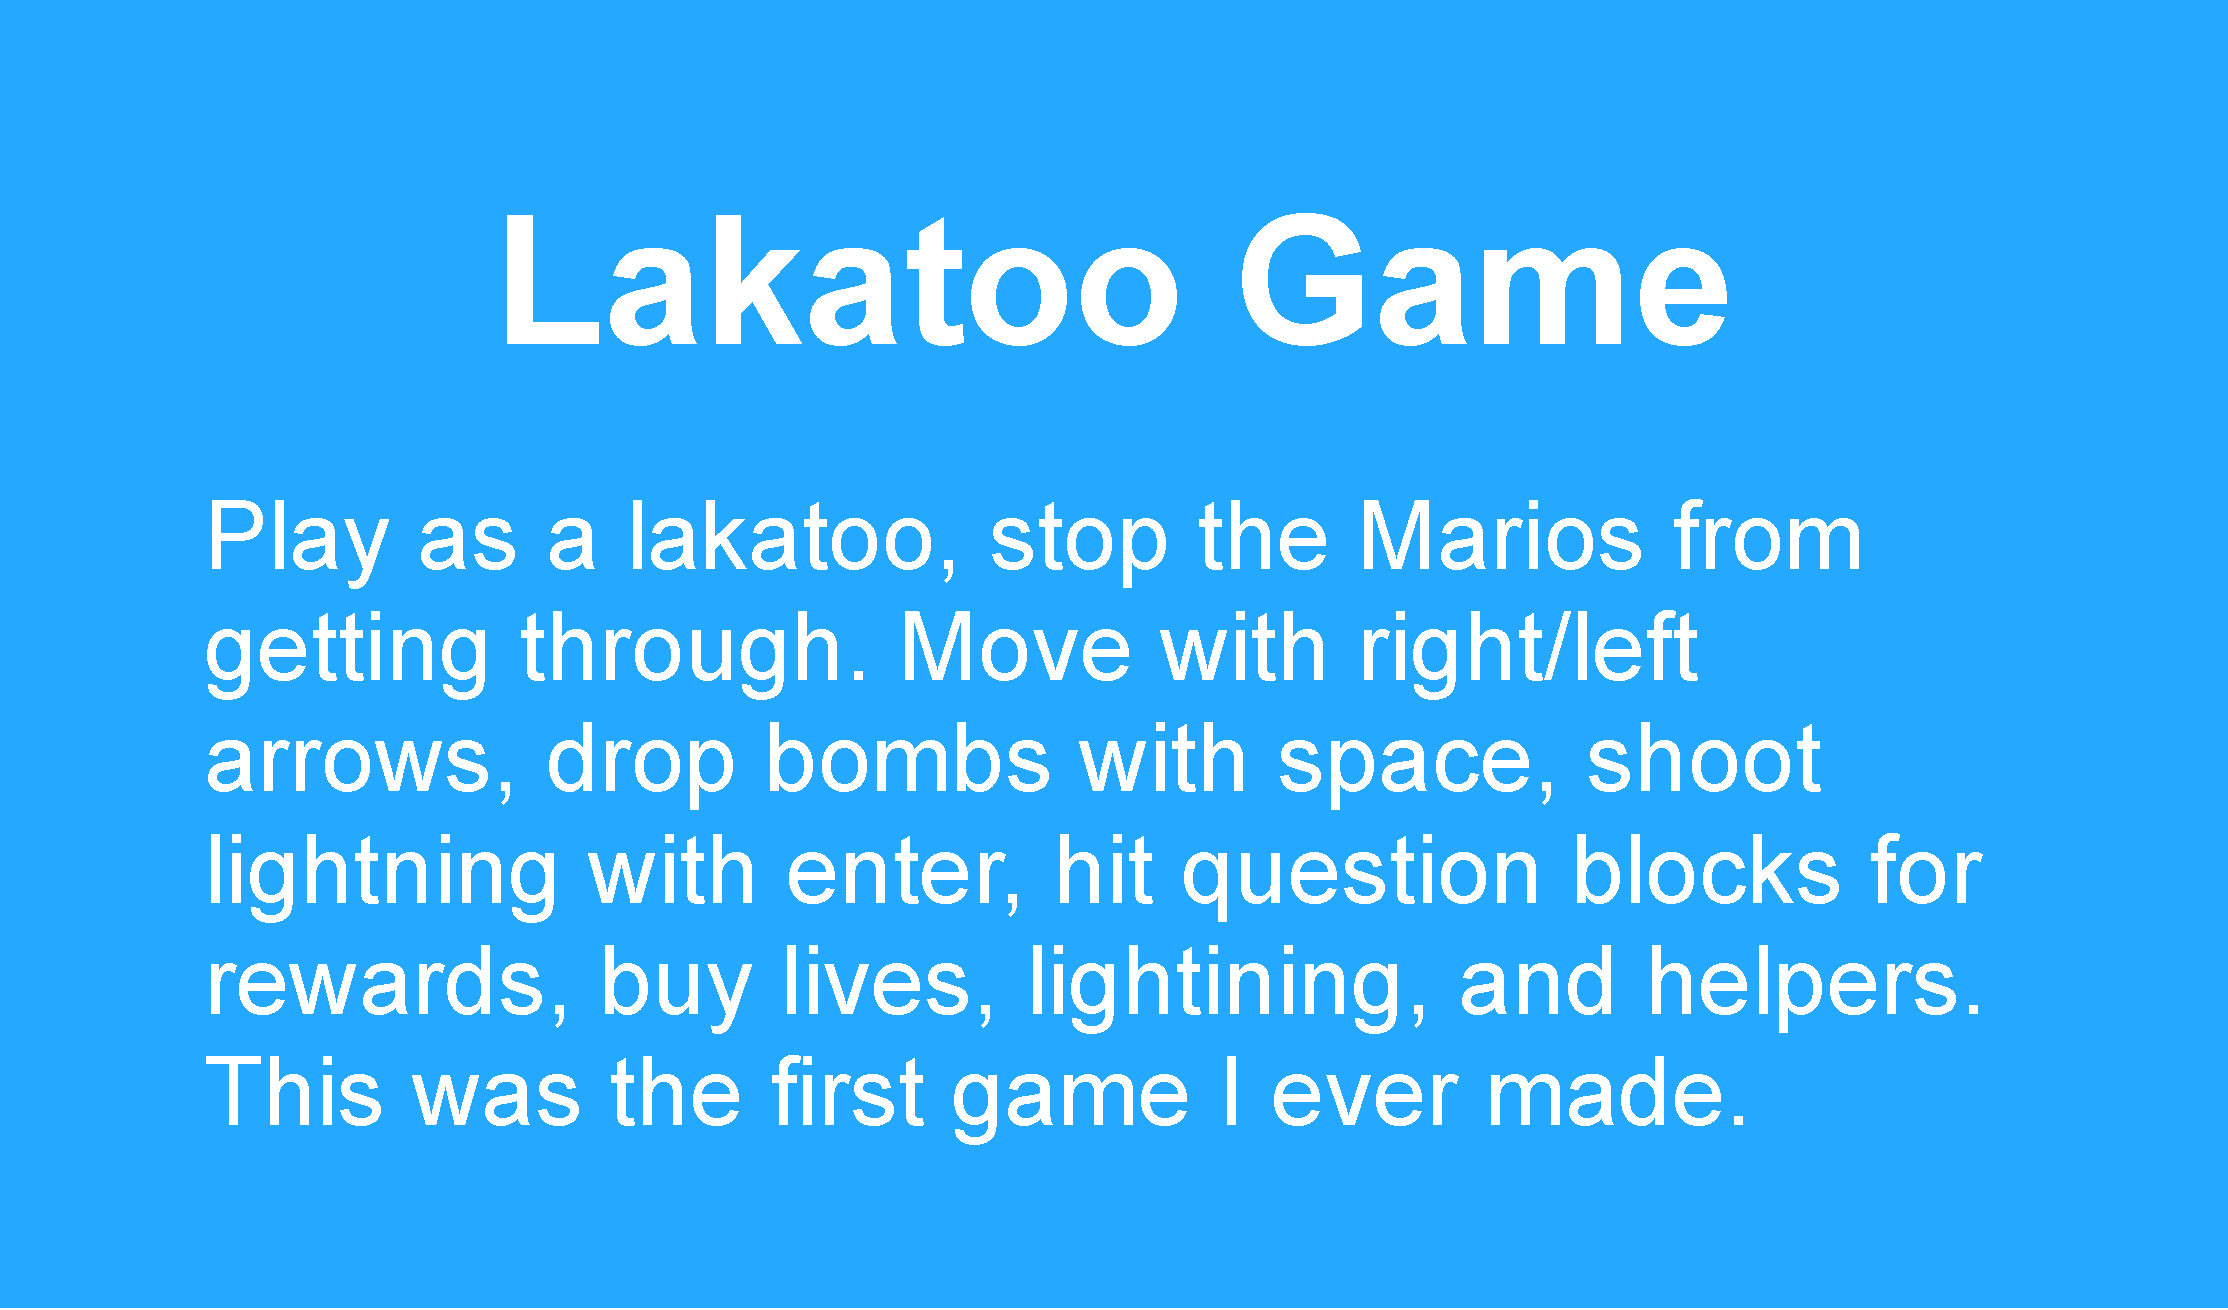 Lakatoo Game
Play as a lakatoo, stop the Marios from
getting through. Move with right/left
arrows, drop bombs with space, shoot
lightning with enter, hit question blocks for
rewards, buy lives, lightining, and helpers.
This was the first game I ever made.